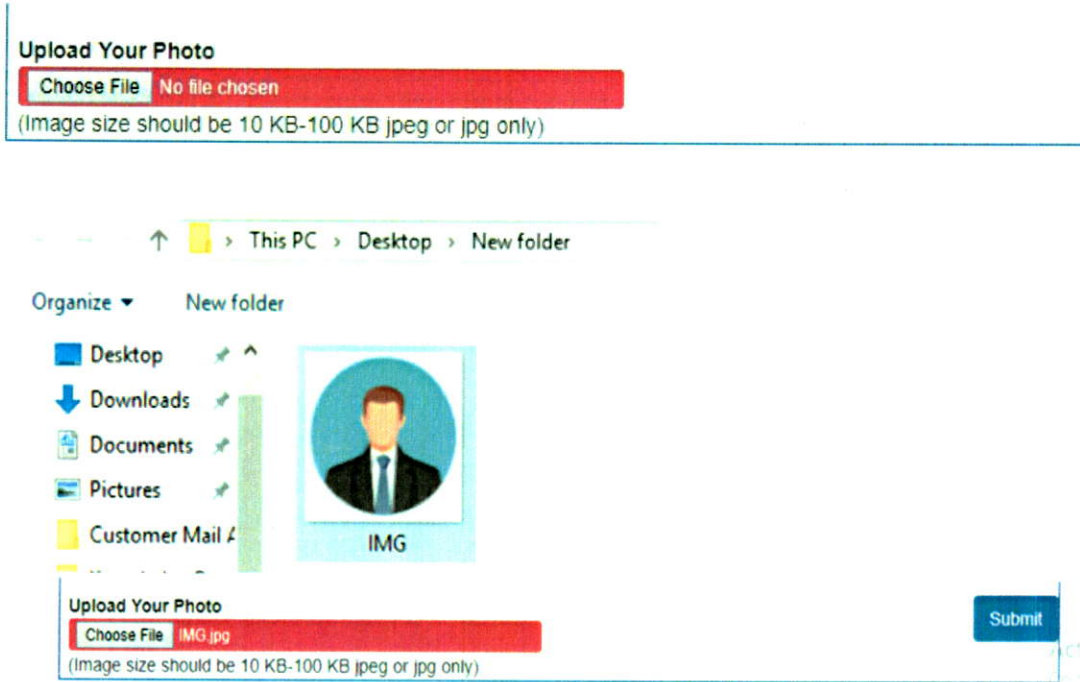 Upload Your Photo
Choose File No file chosen
(Image size should be 10 KB-100 KB jpeg or jpg only)
This PC > Desktop > New folder
Organize New folder
Desktop
Downloads
Documents
Pictures
Customer Mail
IMG
Upload Your Photo
Choose File IMG.jpg
Submit
(Image size should be 10 KB-100 KB jpeg or jpg only)